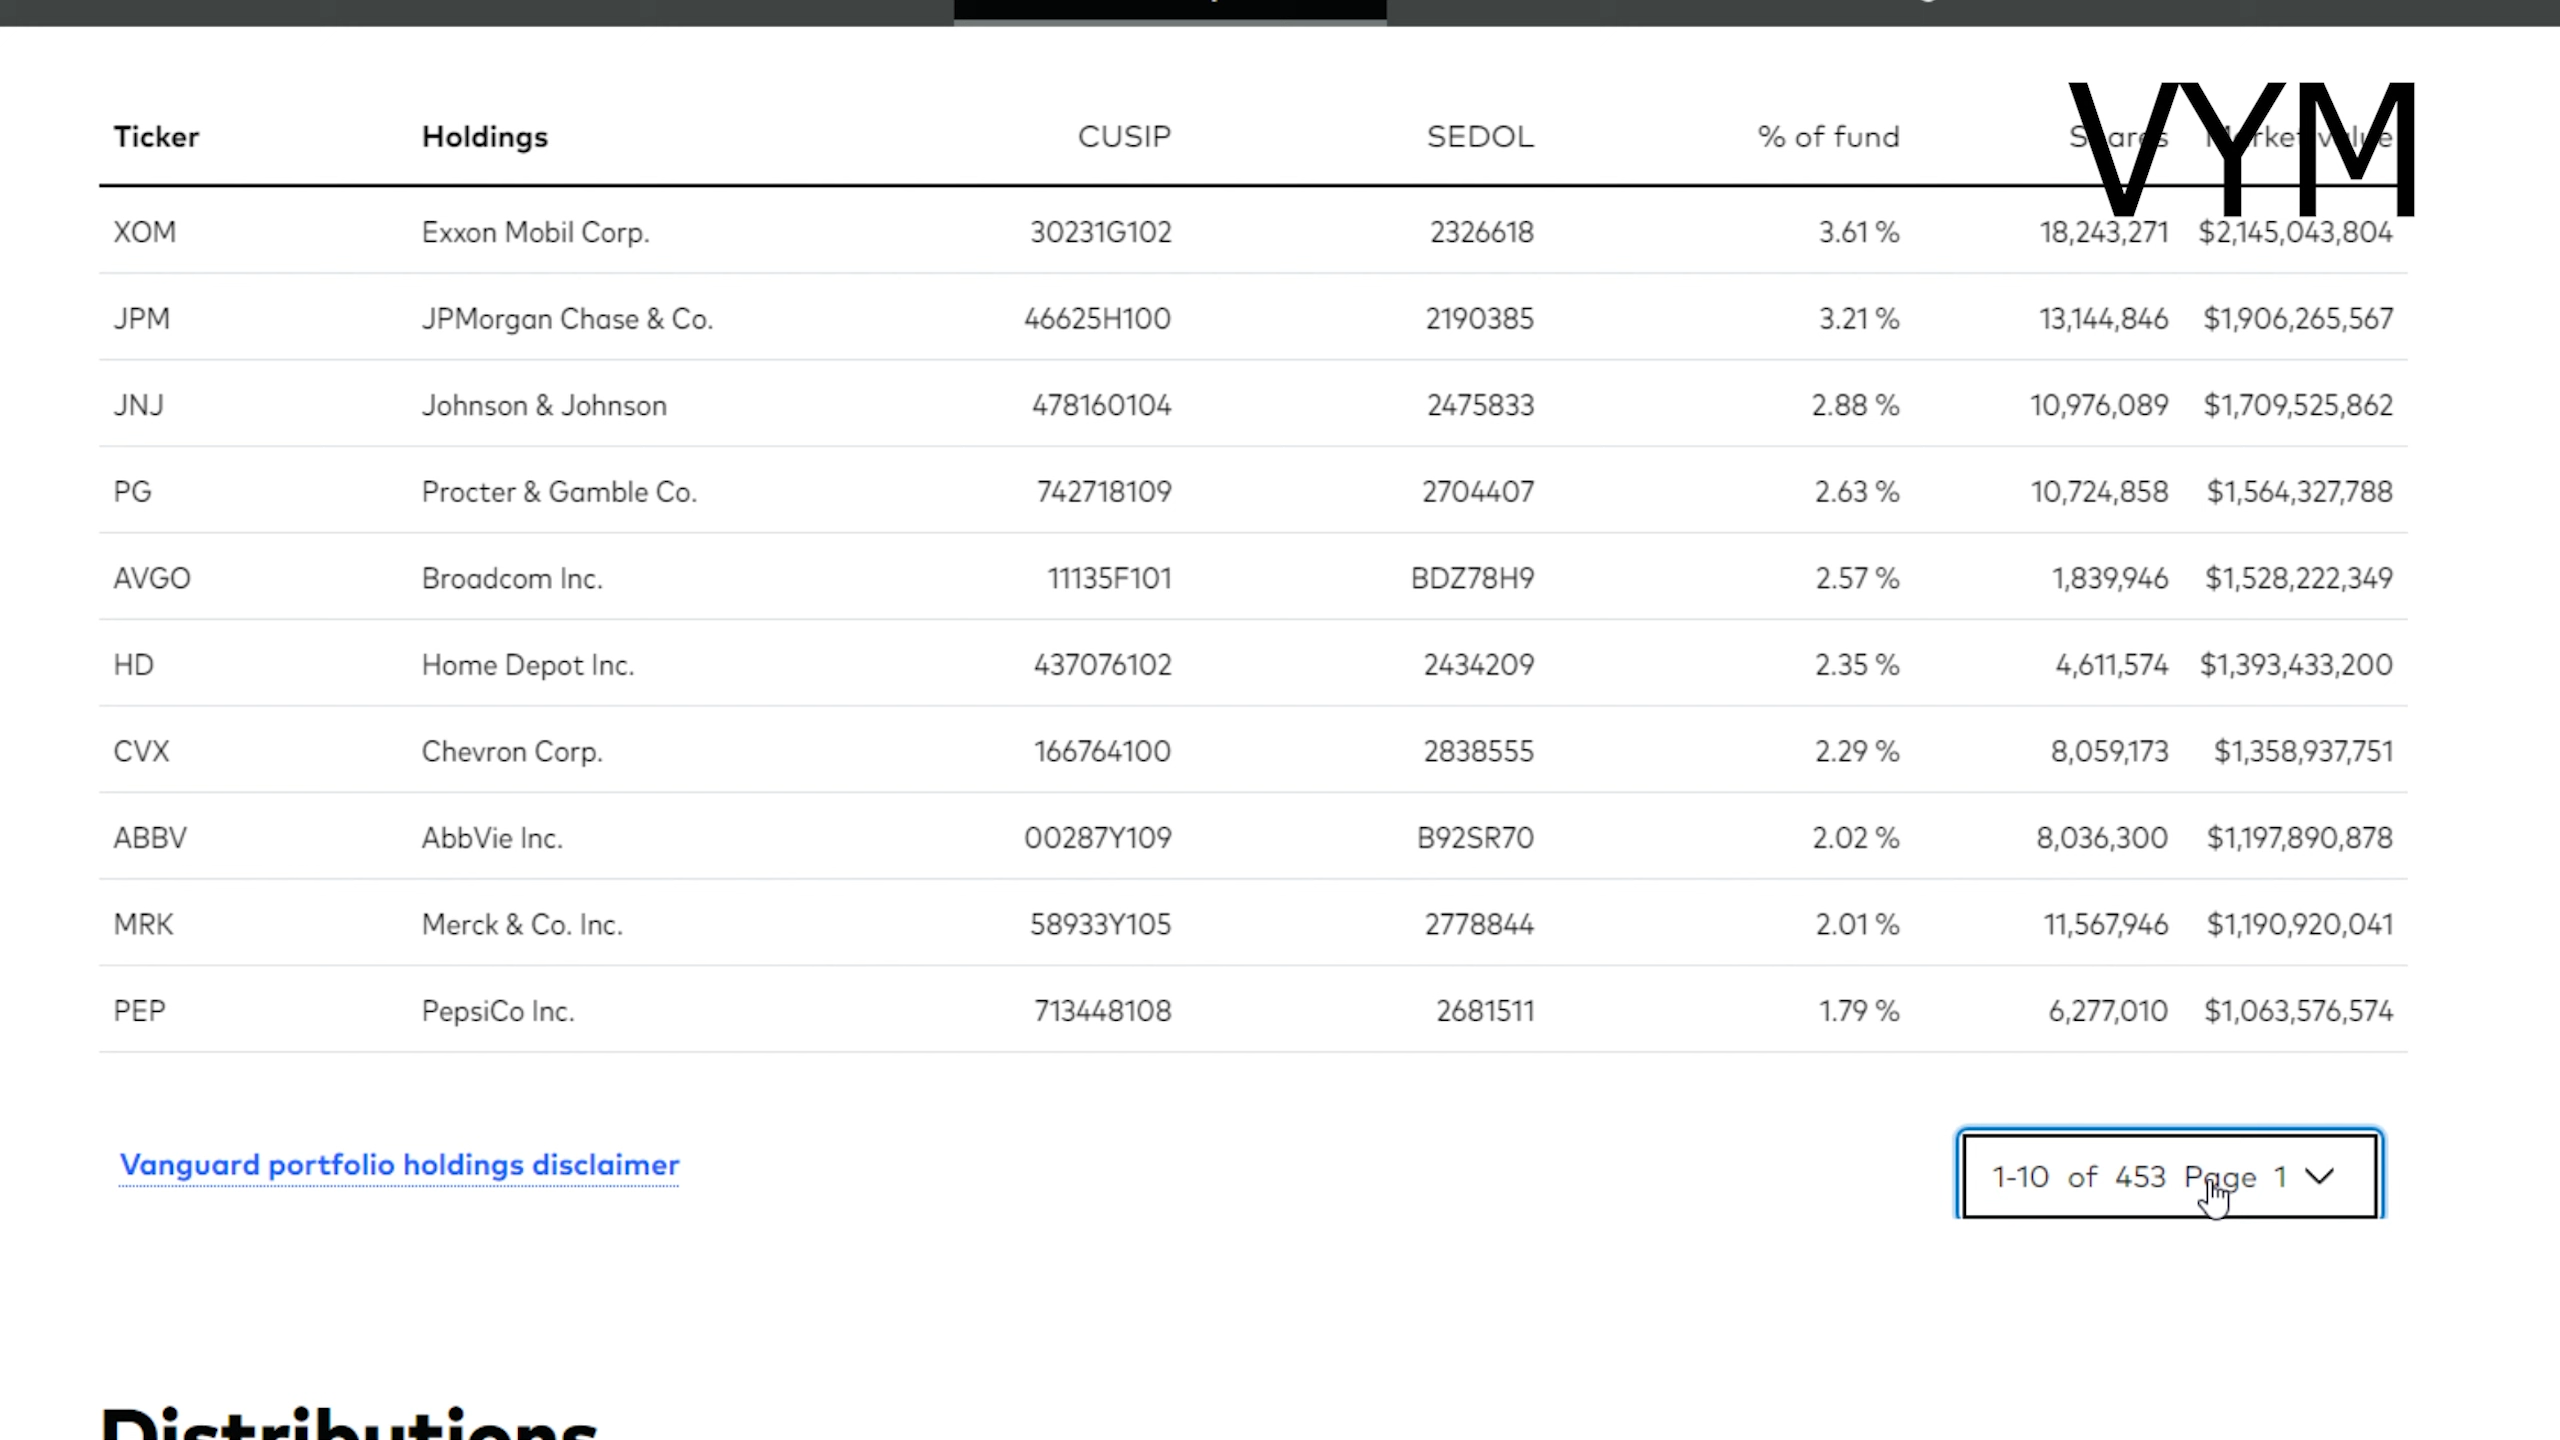 VYM
Ticker Holdings CUSIP SEDOL % of fund Shares Market value
XOM Exxon Mobil Corp. 30231G102 2326618 3.61 % 18,243,271 $2,145,043,804
JPM JPMorgan Chase & Co. 46625H100 2190385 3.21 % 13,144,846 $1,906,265,567
JNJ Johnson & Johnson 478160104 2475833 2.88 % 10,976,089 $1,709,525,862
PG Procter & Gamble Co. 742718109 2704407 2.63 % 10,724,858 $1,564,327,788
AVGO Broadcom Inc. 11135F101 BDZ78H9 2.57 % 1,839,946 $1,528,222,349
HD Home Depot Inc. 437076102 2434209 2.35 % 4,611,574 $1,393,433,200
CVX Chevron Corp. 166764100 2838555 2.29 % 8,059,173 $1,358,937,751
ABBV AbbVie Inc. 00287Y109 B92SR70 2.02 % 8,036,300 $1,197,890,878
MRK Merck & Co. Inc. 58933Y105 2778844 2.01 % 11,567,946 $1,190,920,041
PEP PepsiCo Inc. 713448108 2681511 1.79 % 6,277,010 $1,063,576,574
Vanguard portfolio holdings disclaimer
1-10 of 453 Page 1
Distributions